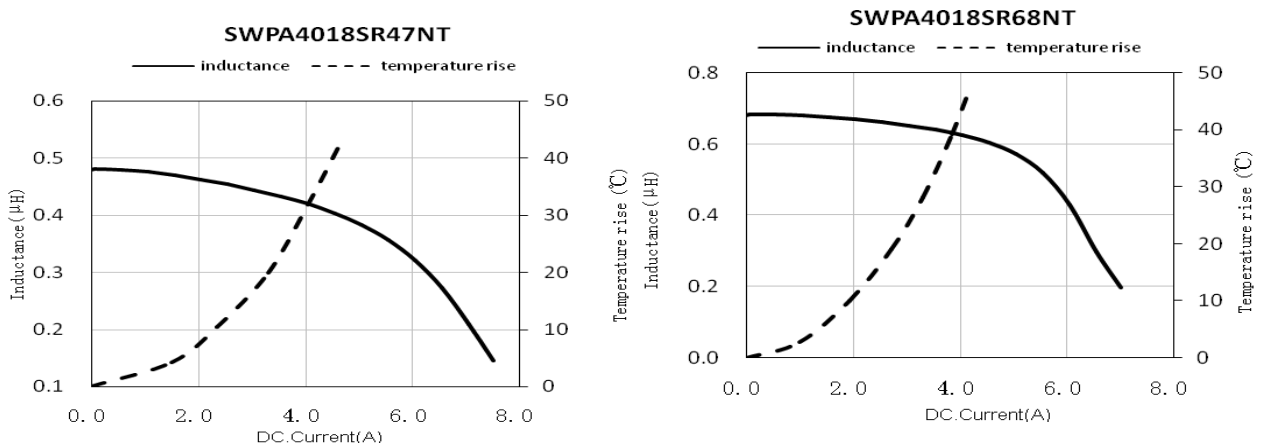 SWPA4018SR47NT
inductance temperature rise
0.6
0.5
0.4
0.3
0.2
0.1
Inductance(μH)
50
40
30
20
10
0
Temperature rise (℃)
0.0 2.0 4.0 6.0 8.0
DC.Current(A)
SWPA4018SR68NT
inductance temperature rise
0.8
0.6
0.4
0.2
0.0
Inductance(μH)
50
40
30
20
10
0
Temperature rise (℃)
0.0 2.0 4.0 6.0 8.0
DC.Current(A)